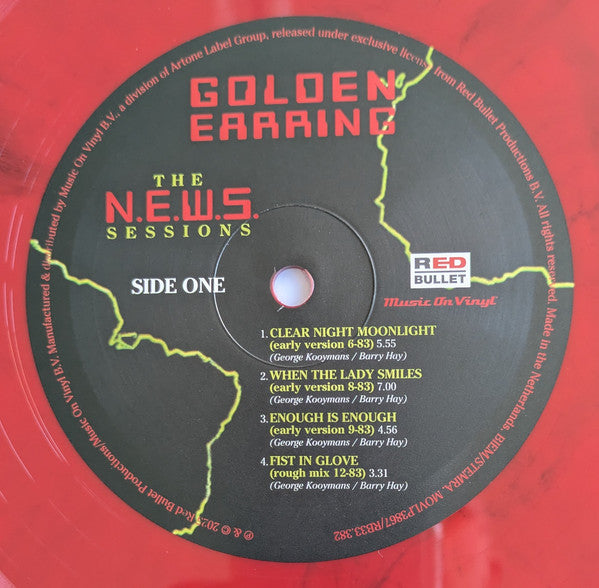 GOLDEN
EARRING
THE
N.E.W.S.
SESSIONS
SIDE ONE
RED
BULLET
Music On Vinyl
1. CLEAR NIGHT MOONLIGHT
(early version 6-83) 5.55
(George Kooymans / Barry Hay)
2. WHEN THE LADY SMILES
(early version 8-83) 7.00
(George Kooymans / Barry Hay)
3. ENOUGH IS ENOUGH
(early version 9-83) 4.56
(George Kooymans / Barry Hay)
4. FIST IN GLOVE
(rough mix 12-83) 3.31
(George Kooymans / Barry Hay)
℗ & © Red Bullet Productions/Music On Vinyl B.V. Manufactured & distributed by Music On Vinyl B.V., a division of Artone Label Group, released under exclusive license from Red Bullet Productions B.V. All rights reserved. Made in the Netherlands. BIEM/STEMRA. MOVLP3867/RB33.382